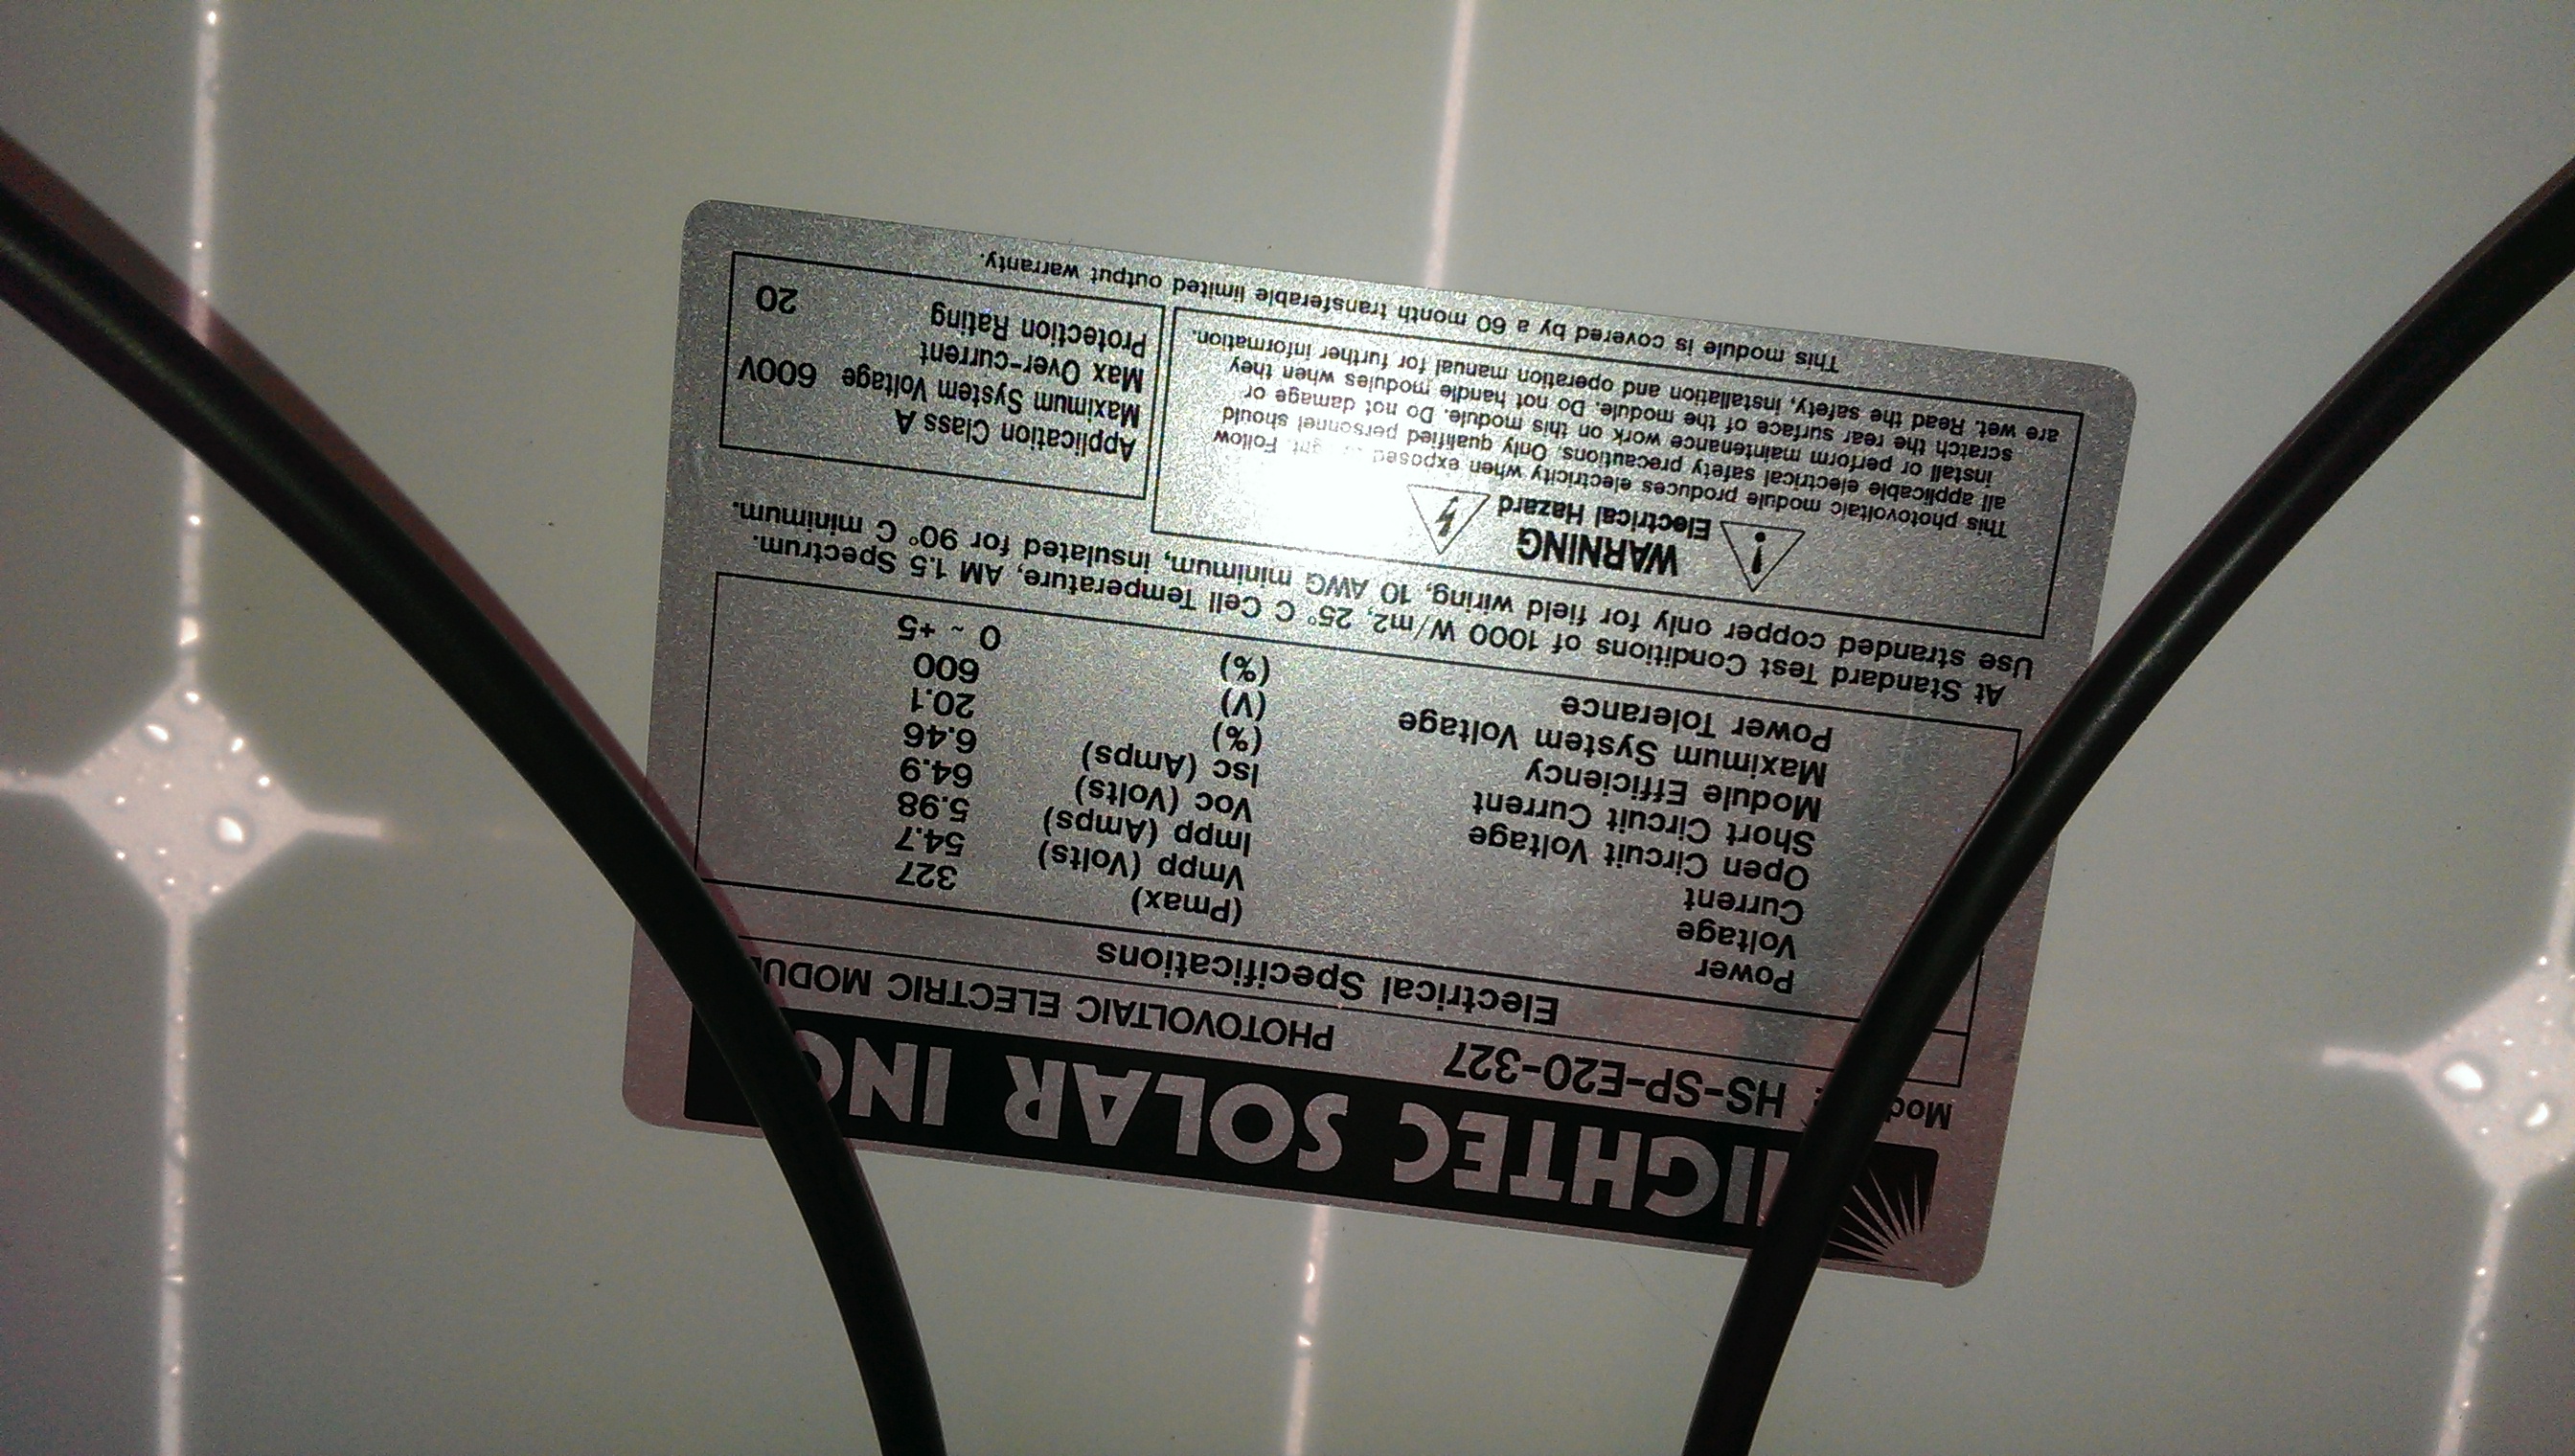 IGHTEC SOLAR INC
HS-SP-E20-327 PHOTOVOLTAIC ELECTRIC MODU
Electrical Specifications
Power (Pmax) 327
Voltage Vmpp (Volts) 54.7
Current Impp (Amps) 5.98
Open Circuit Voltage Voc (Volts) 64.9
Short Circuit Current Isc (Amps) 6.46
Module Efficiency (%) 20.1
Maximum System Voltage (V) 600
Power Tolerance (%) 0 ~ +5
At Standard Test Conditions of 1000 W/m2, 25° C Cell Temperature, AM 1.5 Spectrum.
Use stranded copper only for field wiring, 10 AWG minimum, insulated for 90° C minimum.
WARNING
Electrical Hazard
This photovoltaic module produces electricity when exposed Follow
all applicable electrical safety precautions. Only qualified personnel should
install or perform maintenance work on this module. Do not damage or
scratch the rear surface of the module. Do not handle modules when they
are wet. Read the safety, installation and operation manual for further information.
Application Class A
Maximum System Voltage 600V
Max Over-current
Protection Rating 20
This module is covered by a 60 month transferable limited output warranty.